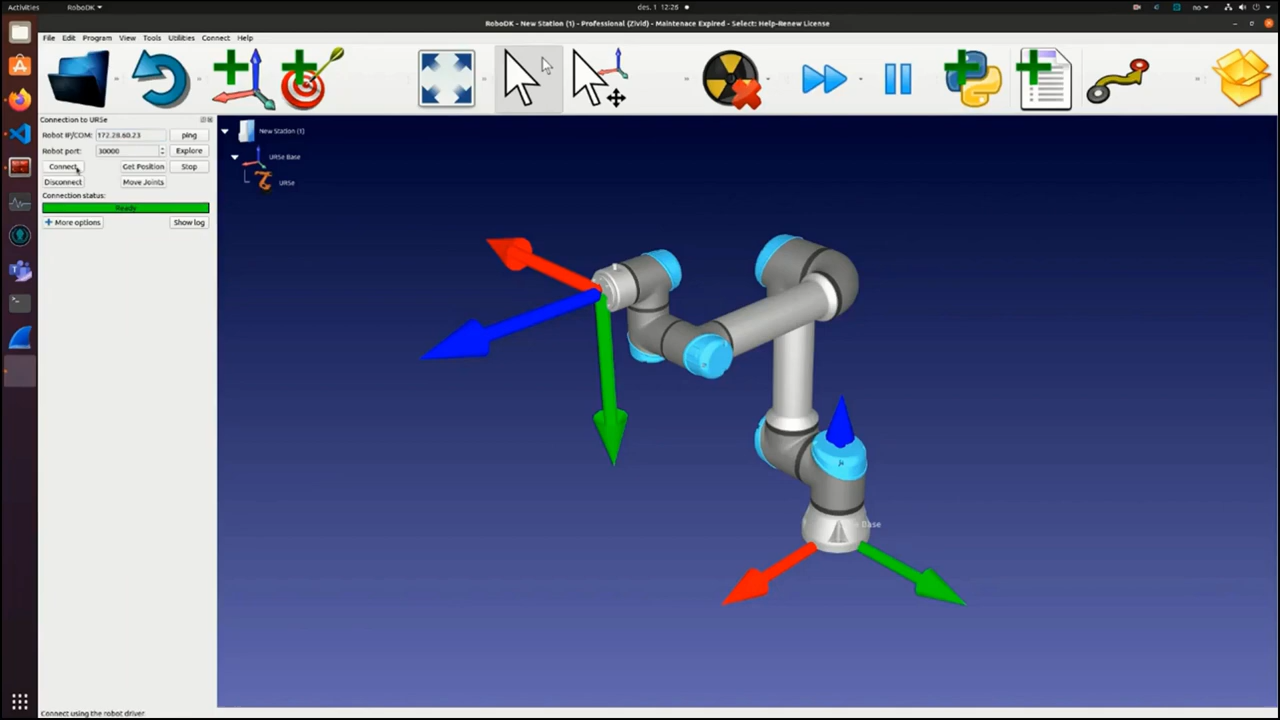 Activities
RoboDK
des. 1 12:26
no
RoboDK - New Station (1) - Professional (Zivid) - Maintenace Expired - Select: Help-Renew License
File Edit Program View Tools Utilities Connect Help
Connection to UR5e
Robot IP/COM: 172.28.60.23 ping
Robot port: 30000 Explore
Connect Get Position Stop
Disconnect Move Joints
Connection status:
Ready
More options Show log
New Station (1)
UR5e Base
UR5e
Base
Connect using the robot driver